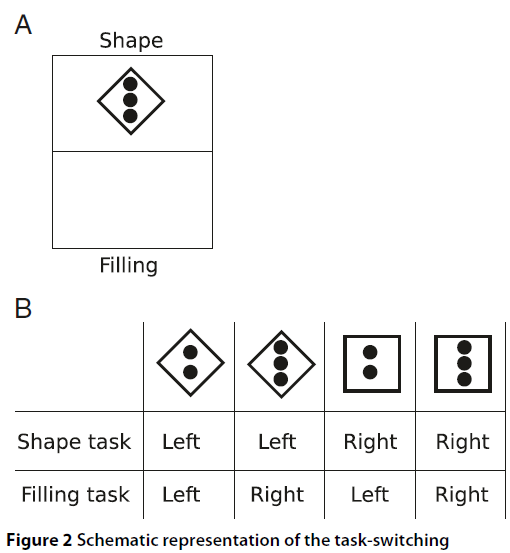 A
Shape
Filling
B
Shape task Left Left Right Right
Filling task Left Right Left Right
Figure 2 Schematic representation of the task-switching